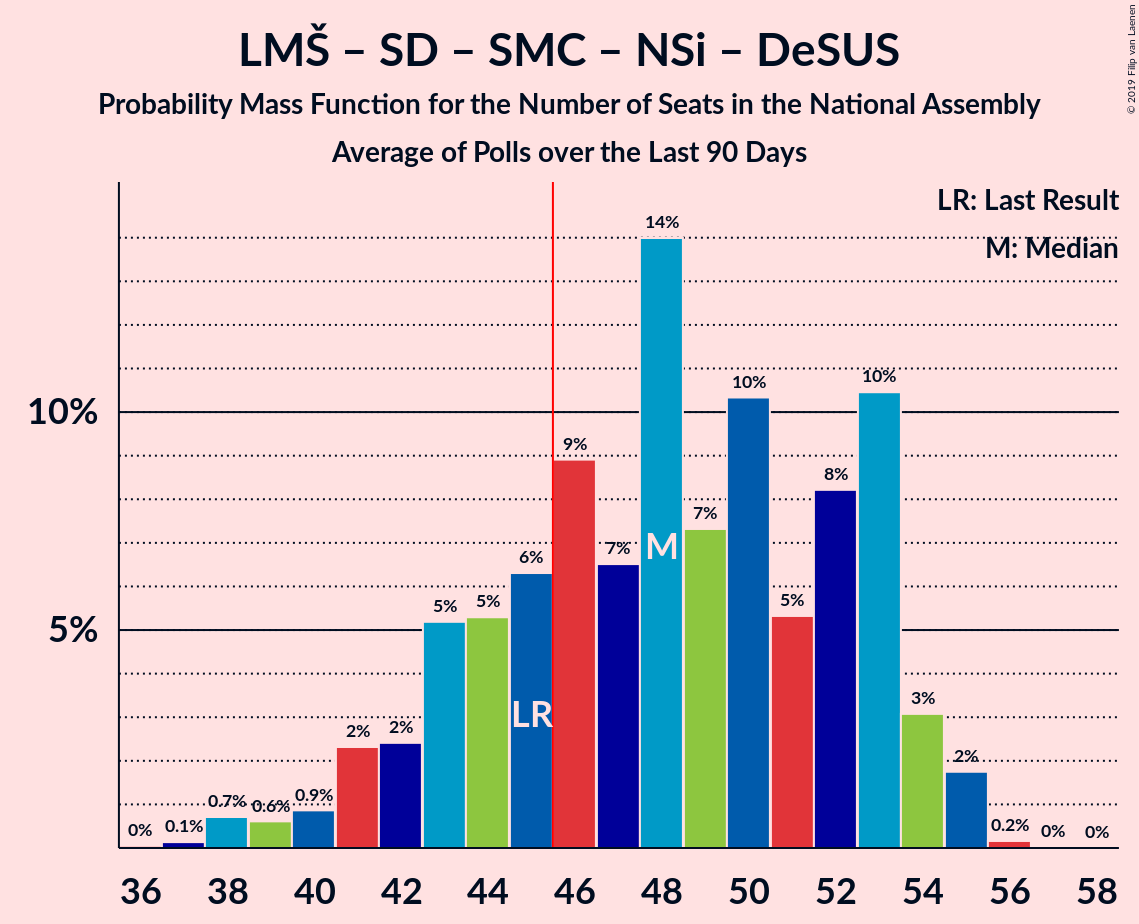 LMŠ – SD – SMC – NSi – DeSUS
Probability Mass Function for the Number of Seats in the National Assembly
Average of Polls over the Last 90 Days
© 2019 Filip van Laenen
LR: Last Result
M: Median
10%
5%
0%
0.1%
0.7%
0.6%
0.9%
2%
2%
5%
5%
6%
9%
7%
14%
7%
10%
5%
8%
10%
3%
2%
0.2%
0%
0%
LR
M
36 38 40 42 44 46 48 50 52 54 56 58